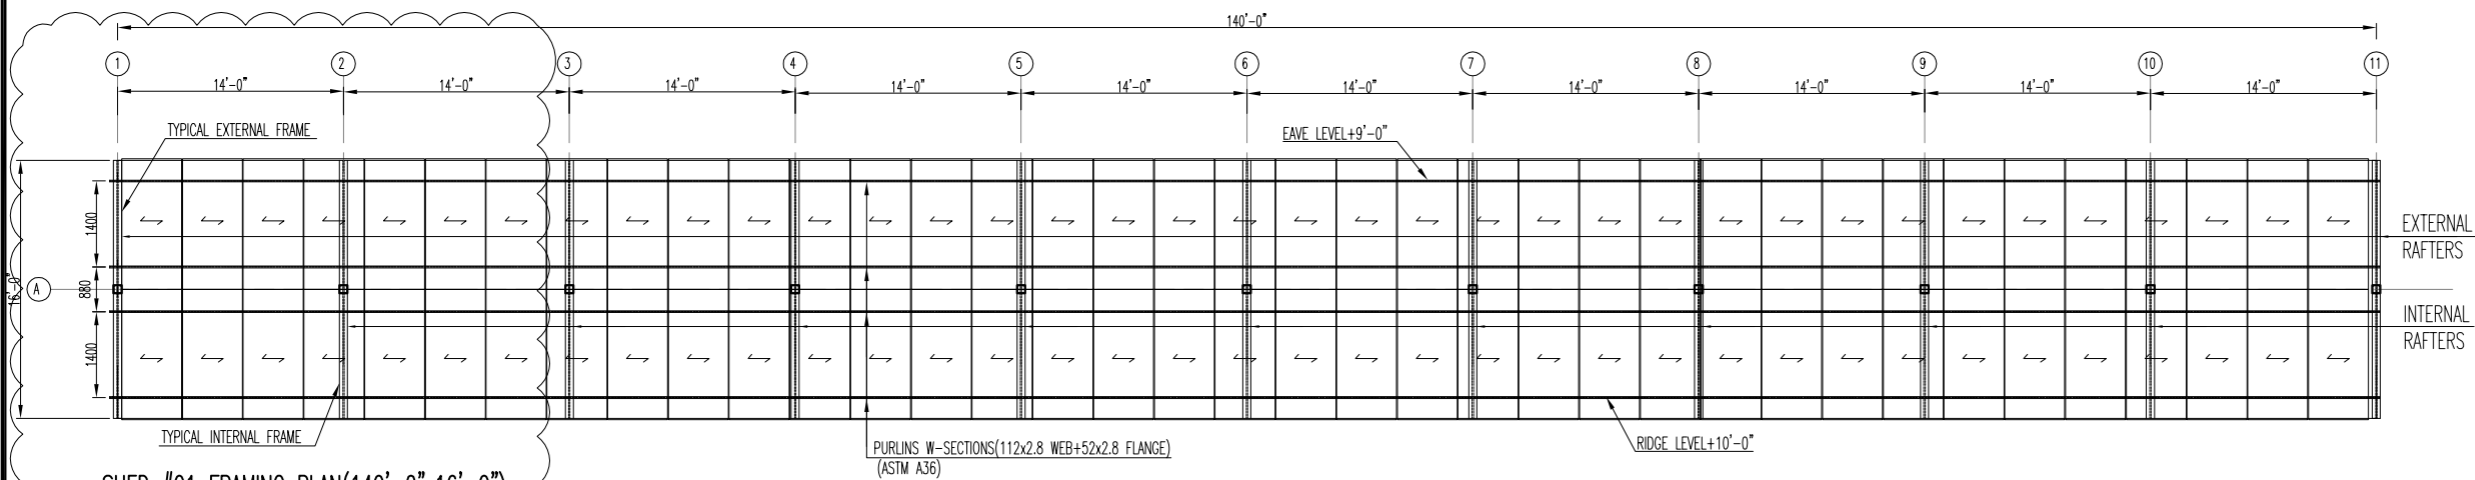 140'-0"
1 2 3 4 5 6 7 8 9 10 11
14'-0" 14'-0" 14'-0" 14'-0" 14'-0" 14'-0" 14'-0" 14'-0" 14'-0" 14'-0"
TYPICAL EXTERNAL FRAME
EAVE LEVEL+9'-0"
1400
EXTERNAL
RAFTERS
16'-0"
A
880
INTERNAL
RAFTERS
1400
TYPICAL INTERNAL FRAME
PURLINS W-SECTIONS(112x2.8 WEB+52x2.8 FLANGE)
(ASTM A36)
RIDGE LEVEL+10'-0"